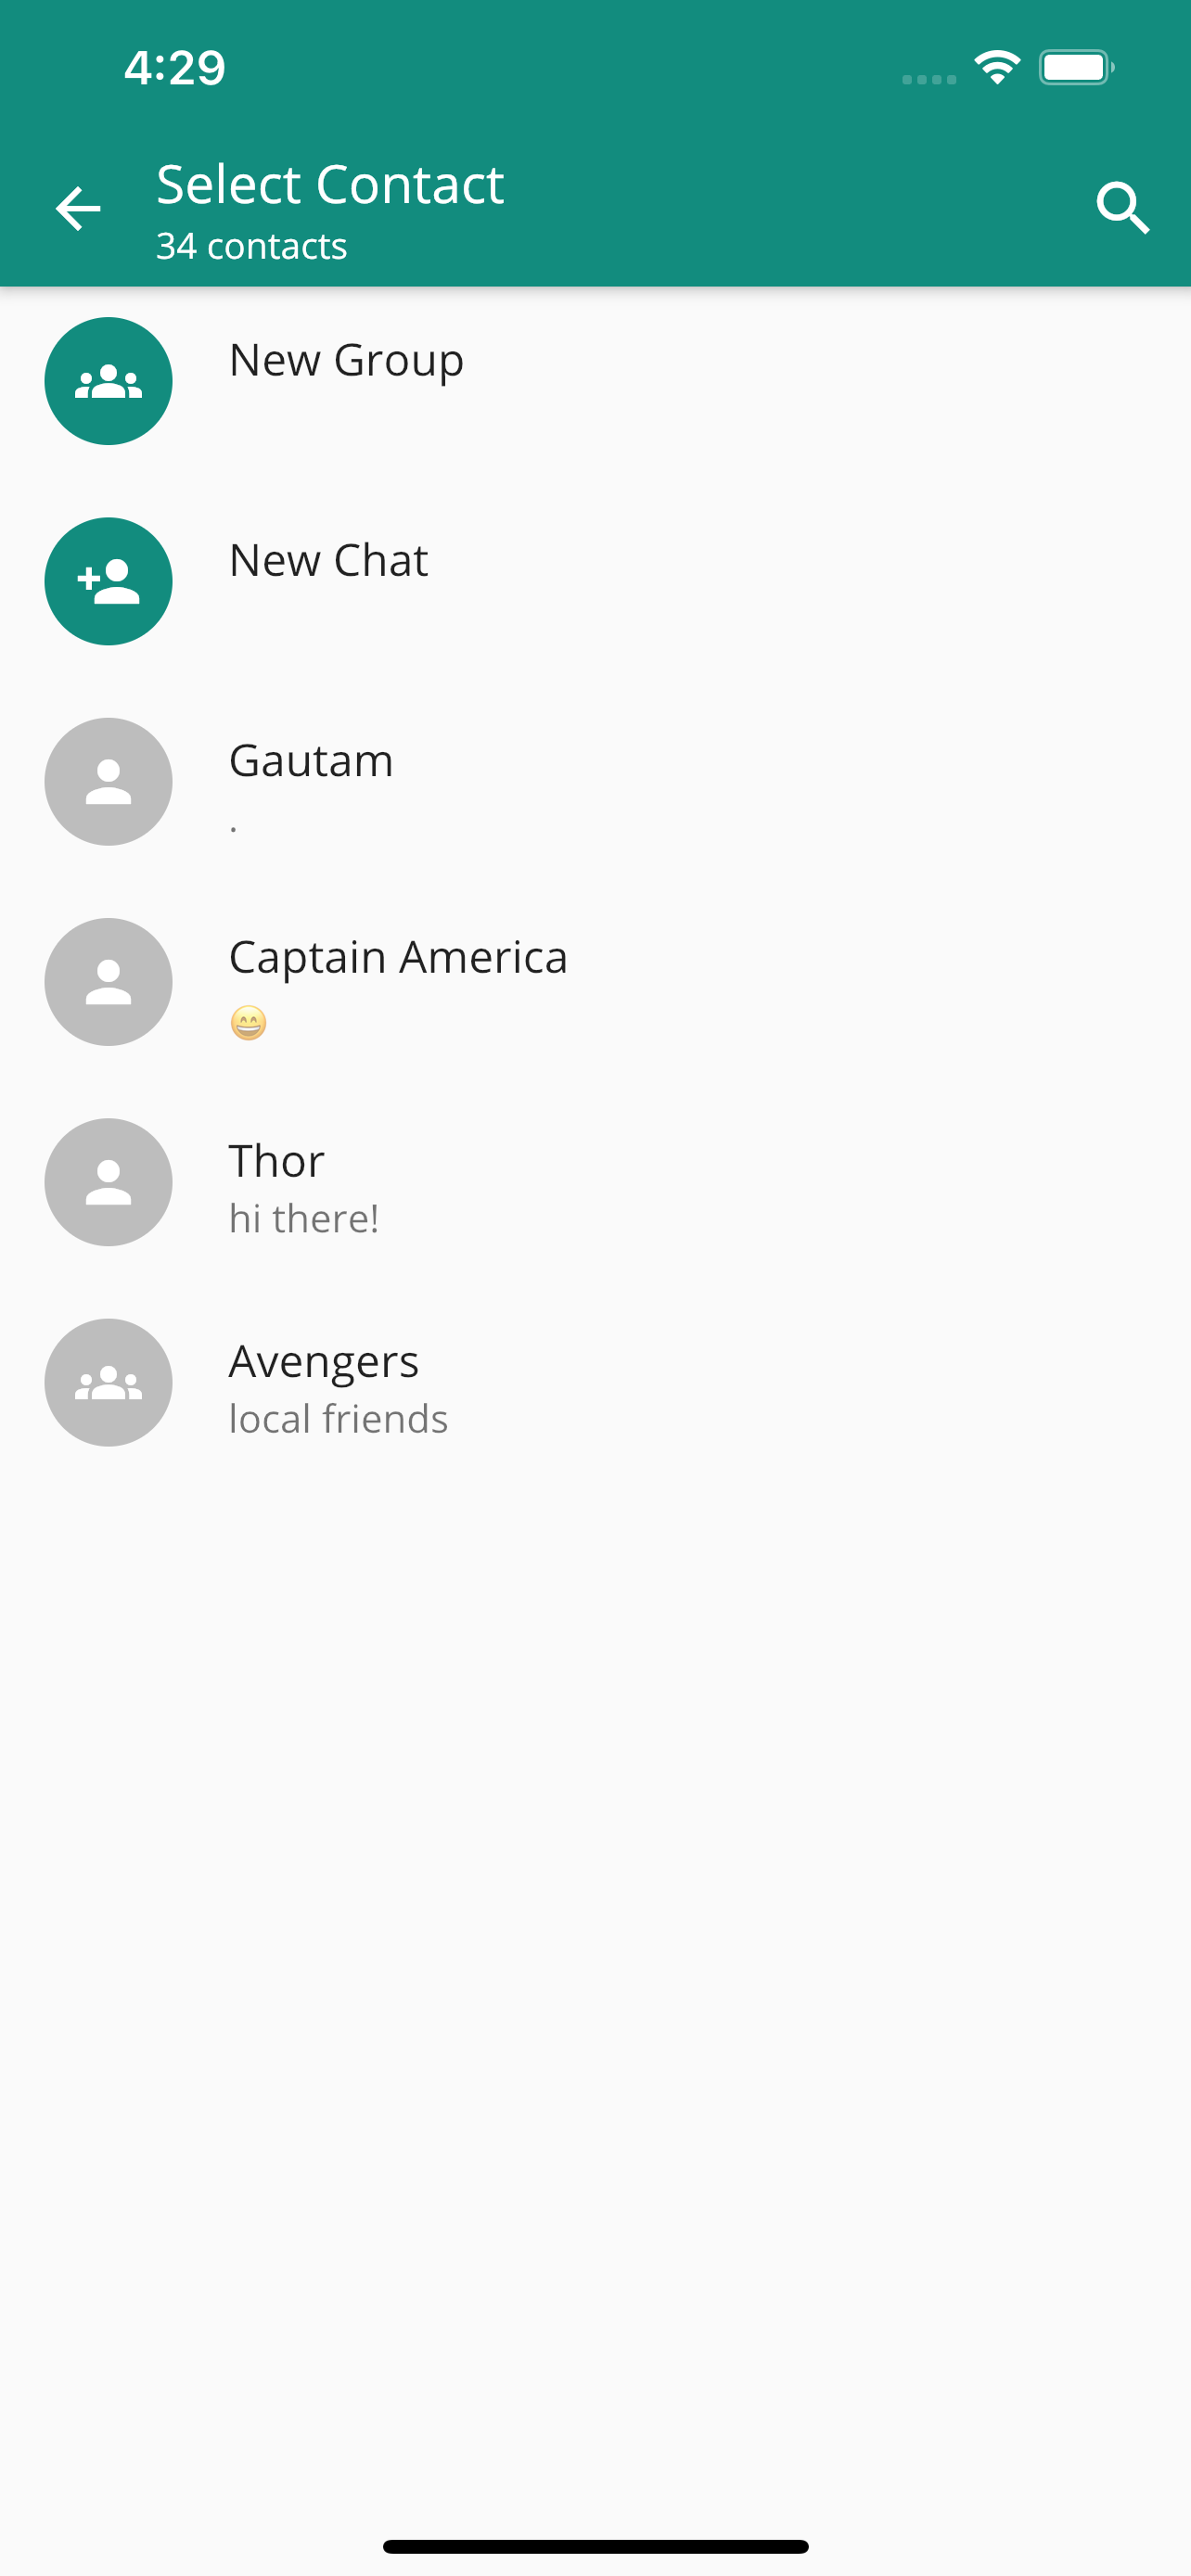 4:29
Select Contact
34 contacts
New Group
New Chat
Gautam
.
Captain America
😄
Thor
hi there!
Avengers
local friends